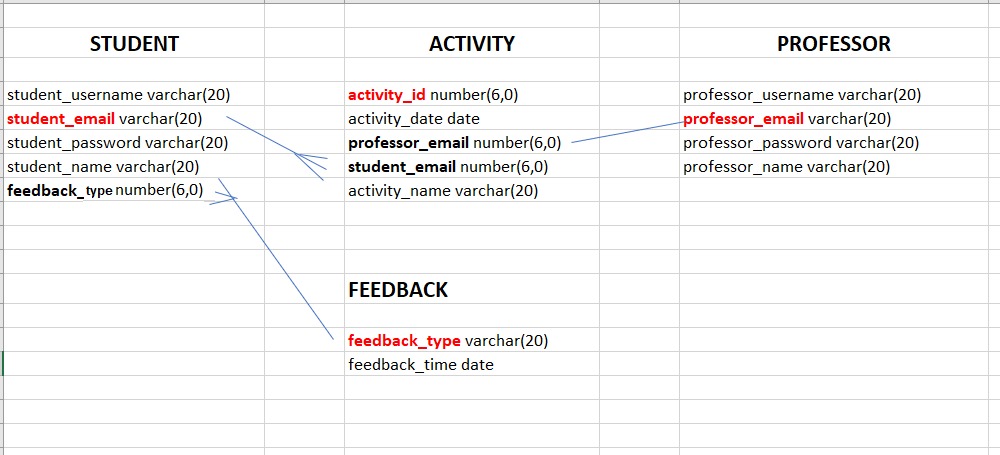 STUDENT
student_username varchar(20)
student_email varchar(20)
student_password varchar(20)
student_name varchar(20)
feedback_type number(6,0)
ACTIVITY
activity_id number(6,0)
activity_date date
professor_email number(6,0)
student_email number(6,0)
activity_name varchar(20)
PROFESSOR
professor_username varchar(20)
professor_email varchar(20)
professor_password varchar(20)
professor_name varchar(20)
FEEDBACK
feedback_type varchar(20)
feedback_time date